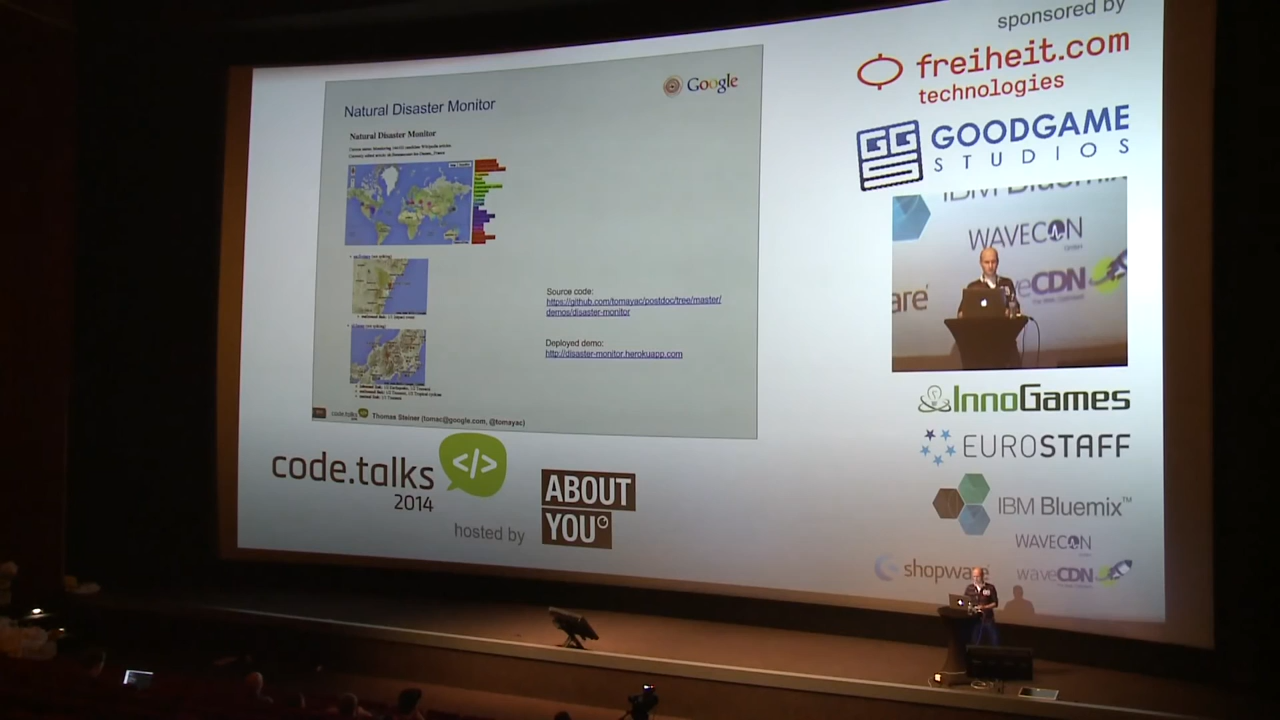 sponsored by
freiheit.com
technologies
GOODGAME
STUDIOS
Google
Natural Disaster Monitor
Natural Disaster Monitor
Source code:
https://github.com/tomayac/postdoc/tree/master/
demos/disaster-monitor
Deployed demo:
http://disaster-monitor.herokuapp.com
code.talks
Thomas Steiner (tomac@google.com, @tomayac)
IBM Bluemix
WAVECON
are
eCDN
InnoGames
EUROSTAFF
IBM Bluemix™
WAVECON
shopware
waveCDN
code.talks
</>
2014
hosted by
ABOUT
YOU